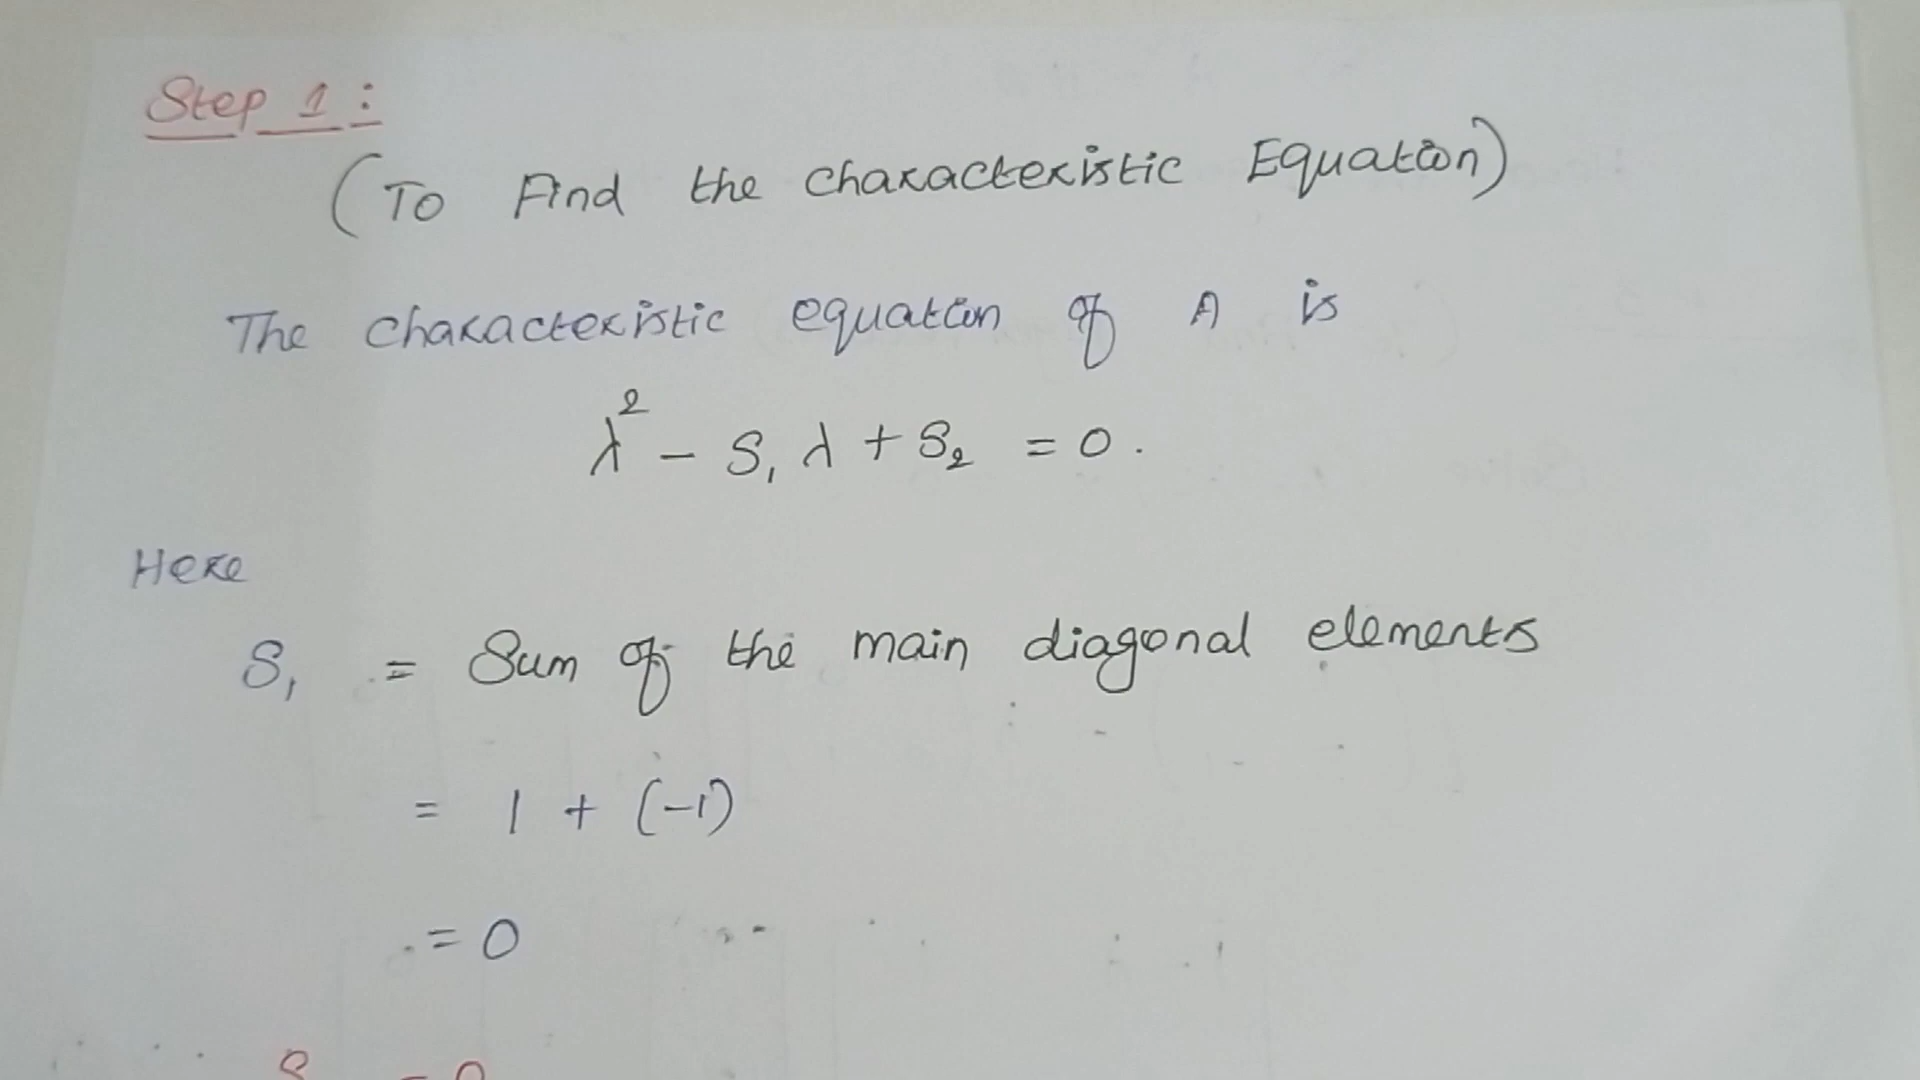 Step 1:
(To Find the characteristic Equation)
The characteristic equation of A is
λ² - S₁ λ + S₂ = 0.
Here
S₁ = Sum of the main diagonal elements
= 1 + (-1)
= 0